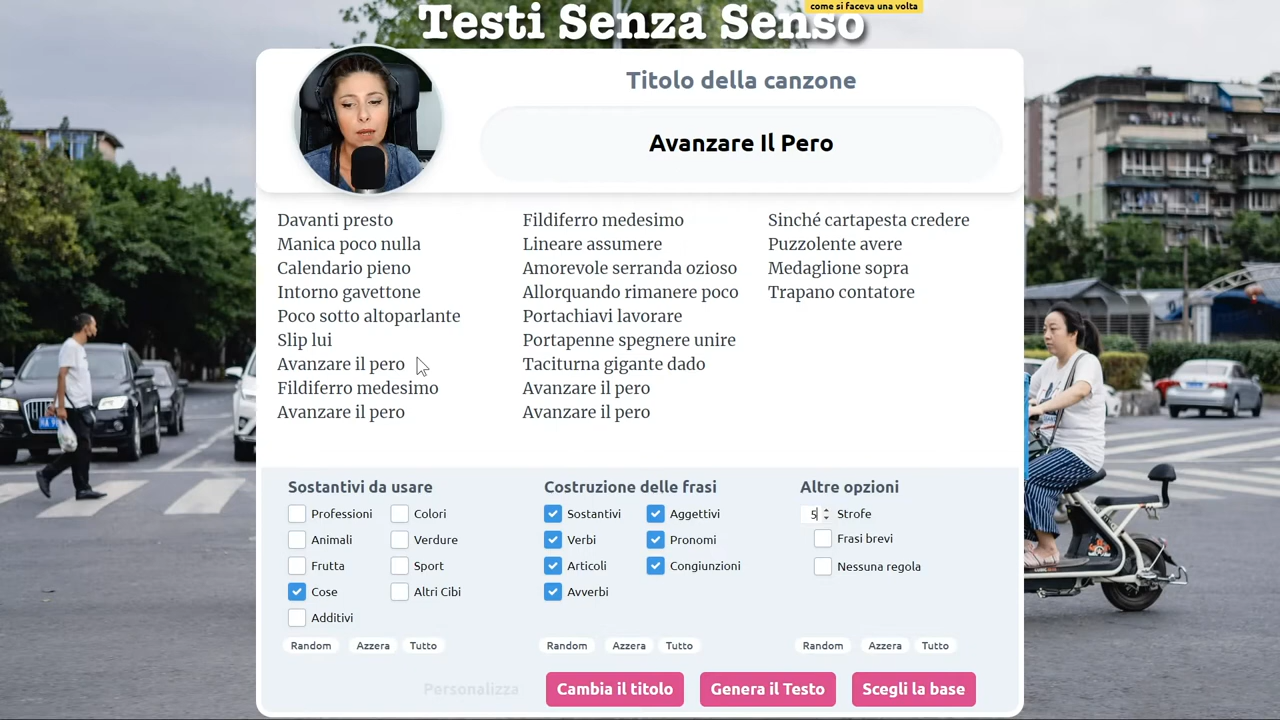 come si faceva una volta
Testi Senza Senso
Titolo della canzone
Avanzare Il Pero
Davanti presto
Manica poco nulla
Calendario pieno
Intorno gavettone
Poco sotto altoparlante
Slip lui
Avanzare il pero
Fildiferro medesimo
Avanzare il pero
Fildiferro medesimo
Lineare assumere
Amorevole serranda ozioso
Allorquando rimanere poco
Portachiavi lavorare
Portapenne spegnere unire
Taciturna gigante dado
Avanzare il pero
Avanzare il pero
Sinché cartapesta credere
Puzzolente avere
Medaglione sopra
Trapano contatore
Sostantivi da usare
Professioni Colori
Animali Verdure
Frutta Sport
Cose Altri Cibi
Additivi
Random Azzera Tutto
Costruzione delle frasi
Sostantivi Aggettivi
Verbi Pronomi
Articoli Congiunzioni
Avverbi
Random Azzera Tutto
Altre opzioni
5 Strofe
Frasi brevi
Nessuna regola
Random Azzera Tutto
Personalizza Cambia il titolo Genera il Testo Scegli la base